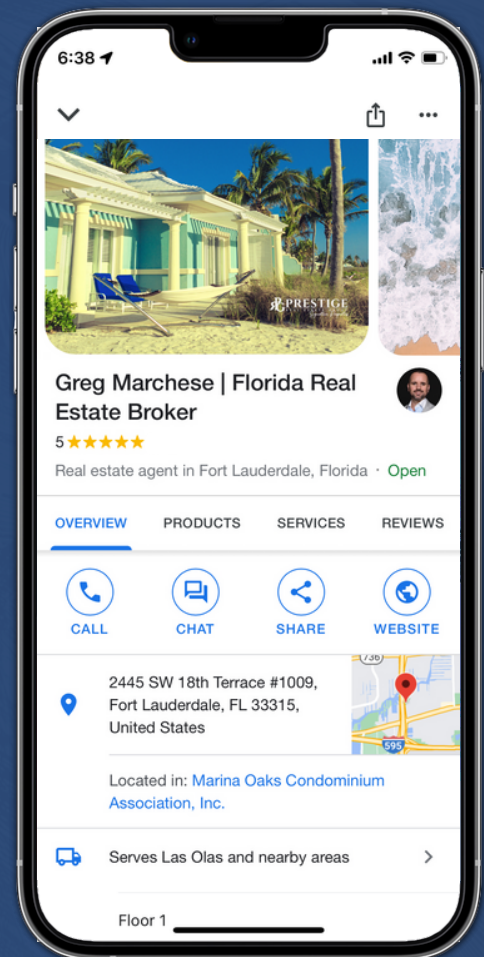 6:38
PRESTIGE
Greg Marchese | Florida Real
Estate Broker
5
Real estate agent in Fort Lauderdale, Florida · Open
OVERVIEW PRODUCTS SERVICES REVIEWS
CALL CHAT SHARE WEBSITE
2445 SW 18th Terrace #1009,
Fort Lauderdale, FL 33315,
United States
736
595
Located in: Marina Oaks Condominium
Association, Inc.
Serves Las Olas and nearby areas
Floor 1